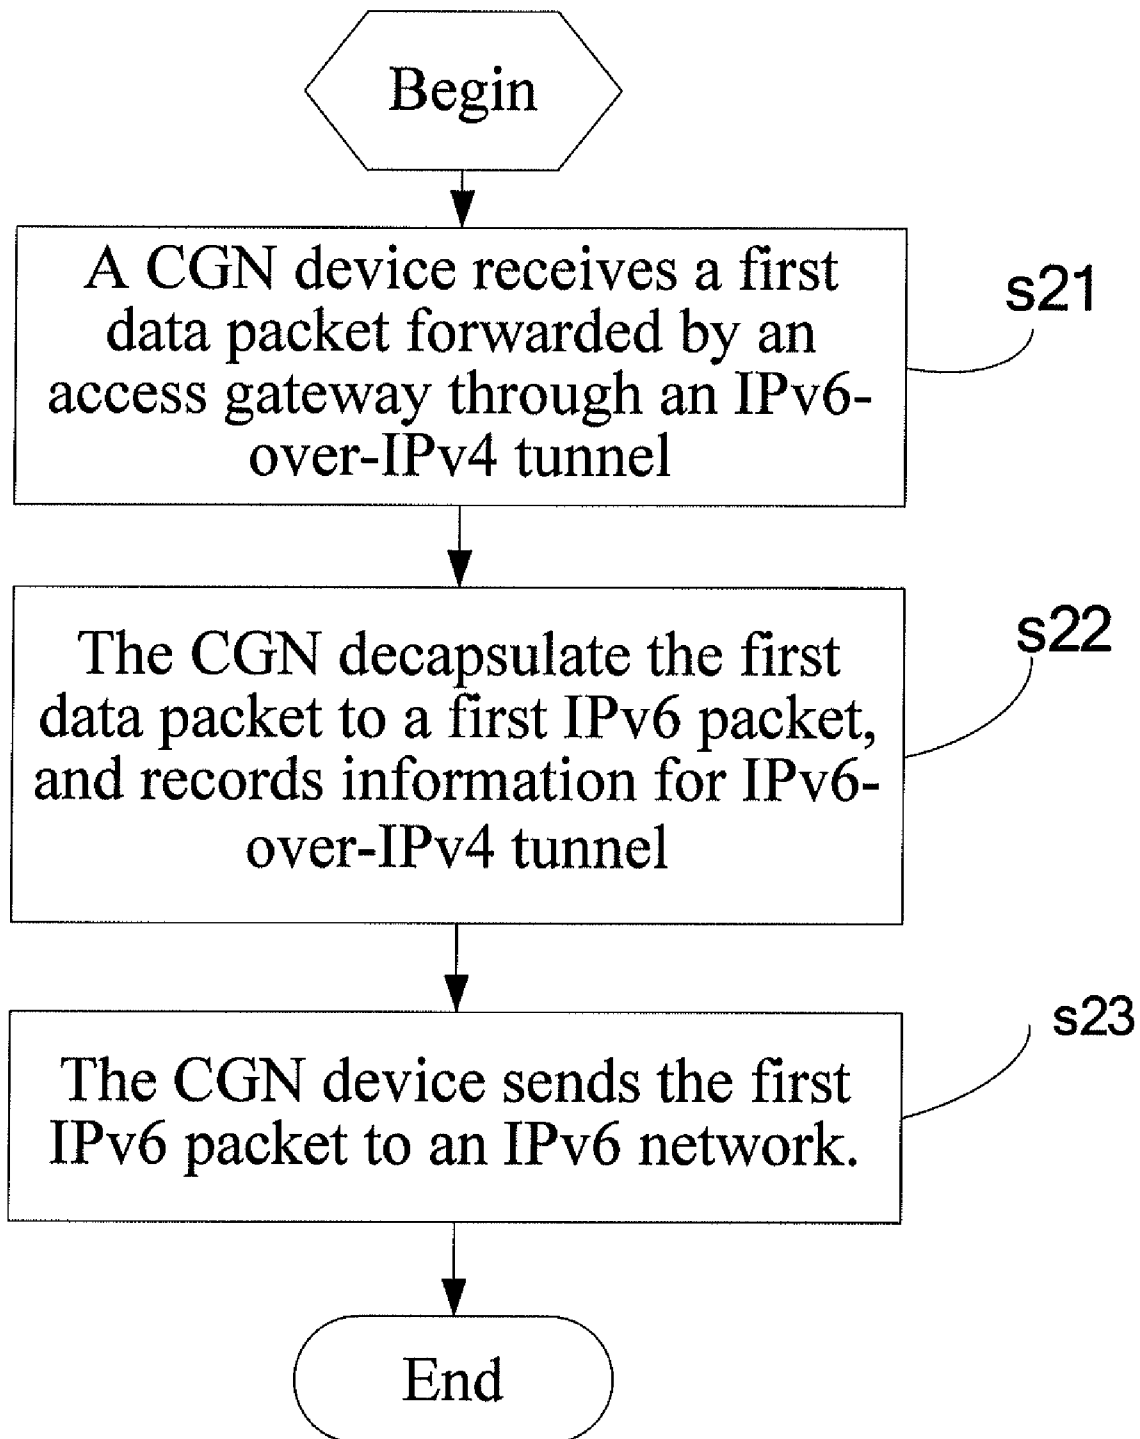 Begin
A CGN device receives a first
data packet forwarded by an
access gateway through an IPv6-
over-IPv4 tunnel
s21
The CGN decapsulate the first
data packet to a first IPv6 packet,
and records information for IPv6-
over-IPv4 tunnel
s22
The CGN device sends the first
IPv6 packet to an IPv6 network.
s23
End